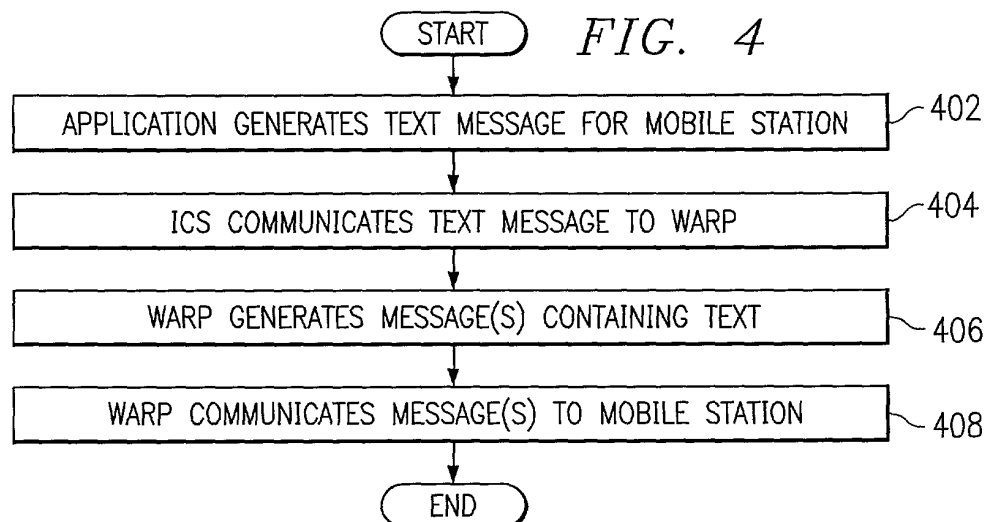 START
FIG. 4
APPLICATION GENERATES TEXT MESSAGE FOR MOBILE STATION
402
ICS COMMUNICATES TEXT MESSAGE TO WARP
404
WARP GENERATES MESSAGE(S) CONTAINING TEXT
406
WARP COMMUNICATES MESSAGE(S) TO MOBILE STATION
408
END